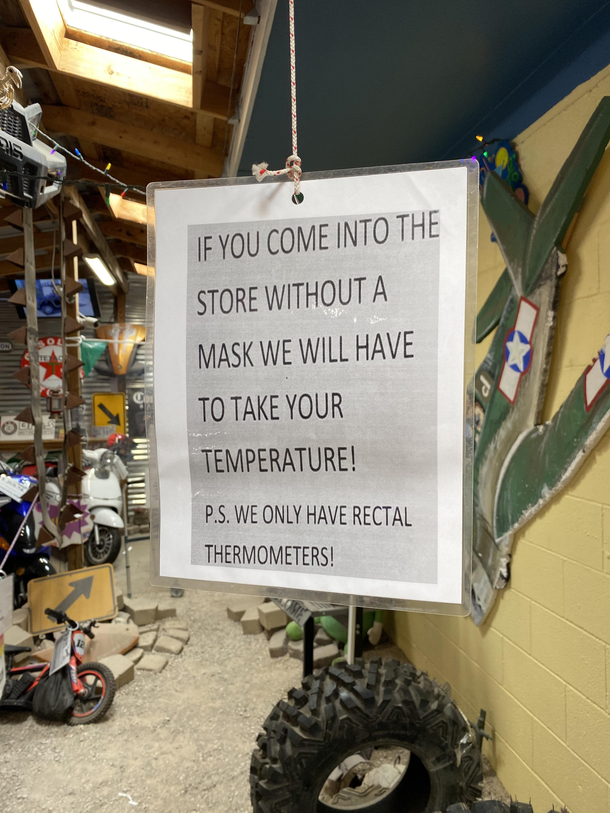 IF YOU COME INTO THE
STORE WITHOUT A
MASK WE WILL HAVE
TO TAKE YOUR
TEMPERATURE!
P.S. WE ONLY HAVE RECTAL
THERMOMETERS!